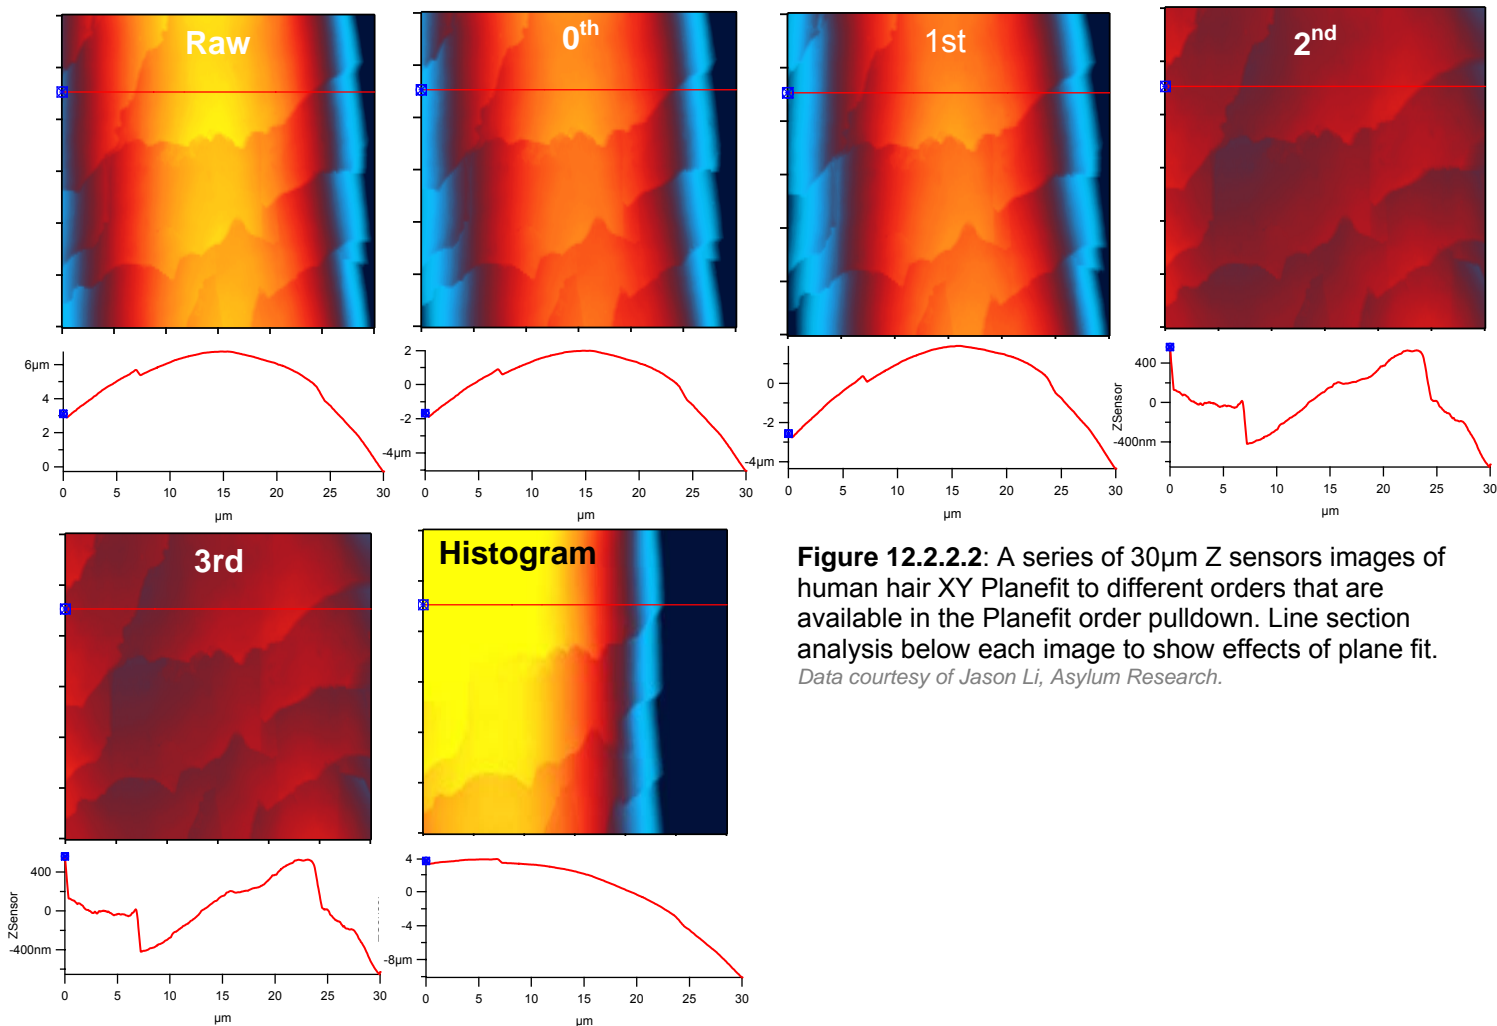 Raw
0th
1st
2nd
6µm
4
2
0
0
5
10
15
20
25
30
µm
2
0
-2
-4µm
0
5
10
15
20
25
30
µm
0
-2
-4µm
0
5
10
15
20
25
30
µm
ZSensor
400
0
-400nm
0
5
10
15
20
25
30
µm
3rd
Histogram
Figure 12.2.2.2: A series of 30µm Z sensors images of
human hair XY Planefit to different orders that are
available in the Planefit order pulldown. Line section
analysis below each image to show effects of plane fit.
Data courtesy of Jason Li, Asylum Research.
ZSensor
400
0
-400nm
0
5
10
15
20
25
30
µm
4
0
-4
-8µm
0
5
10
15
20
25
30
µm